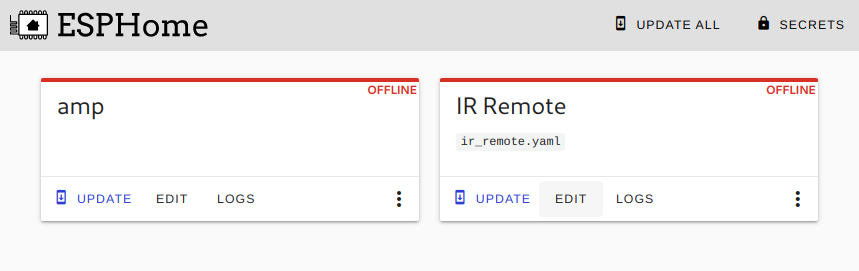 ESPHome
UPDATE ALL
SECRETS
OFFLINE
amp
UPDATE
EDIT
LOGS
OFFLINE
IR Remote
ir_remote.yaml
UPDATE
EDIT
LOGS